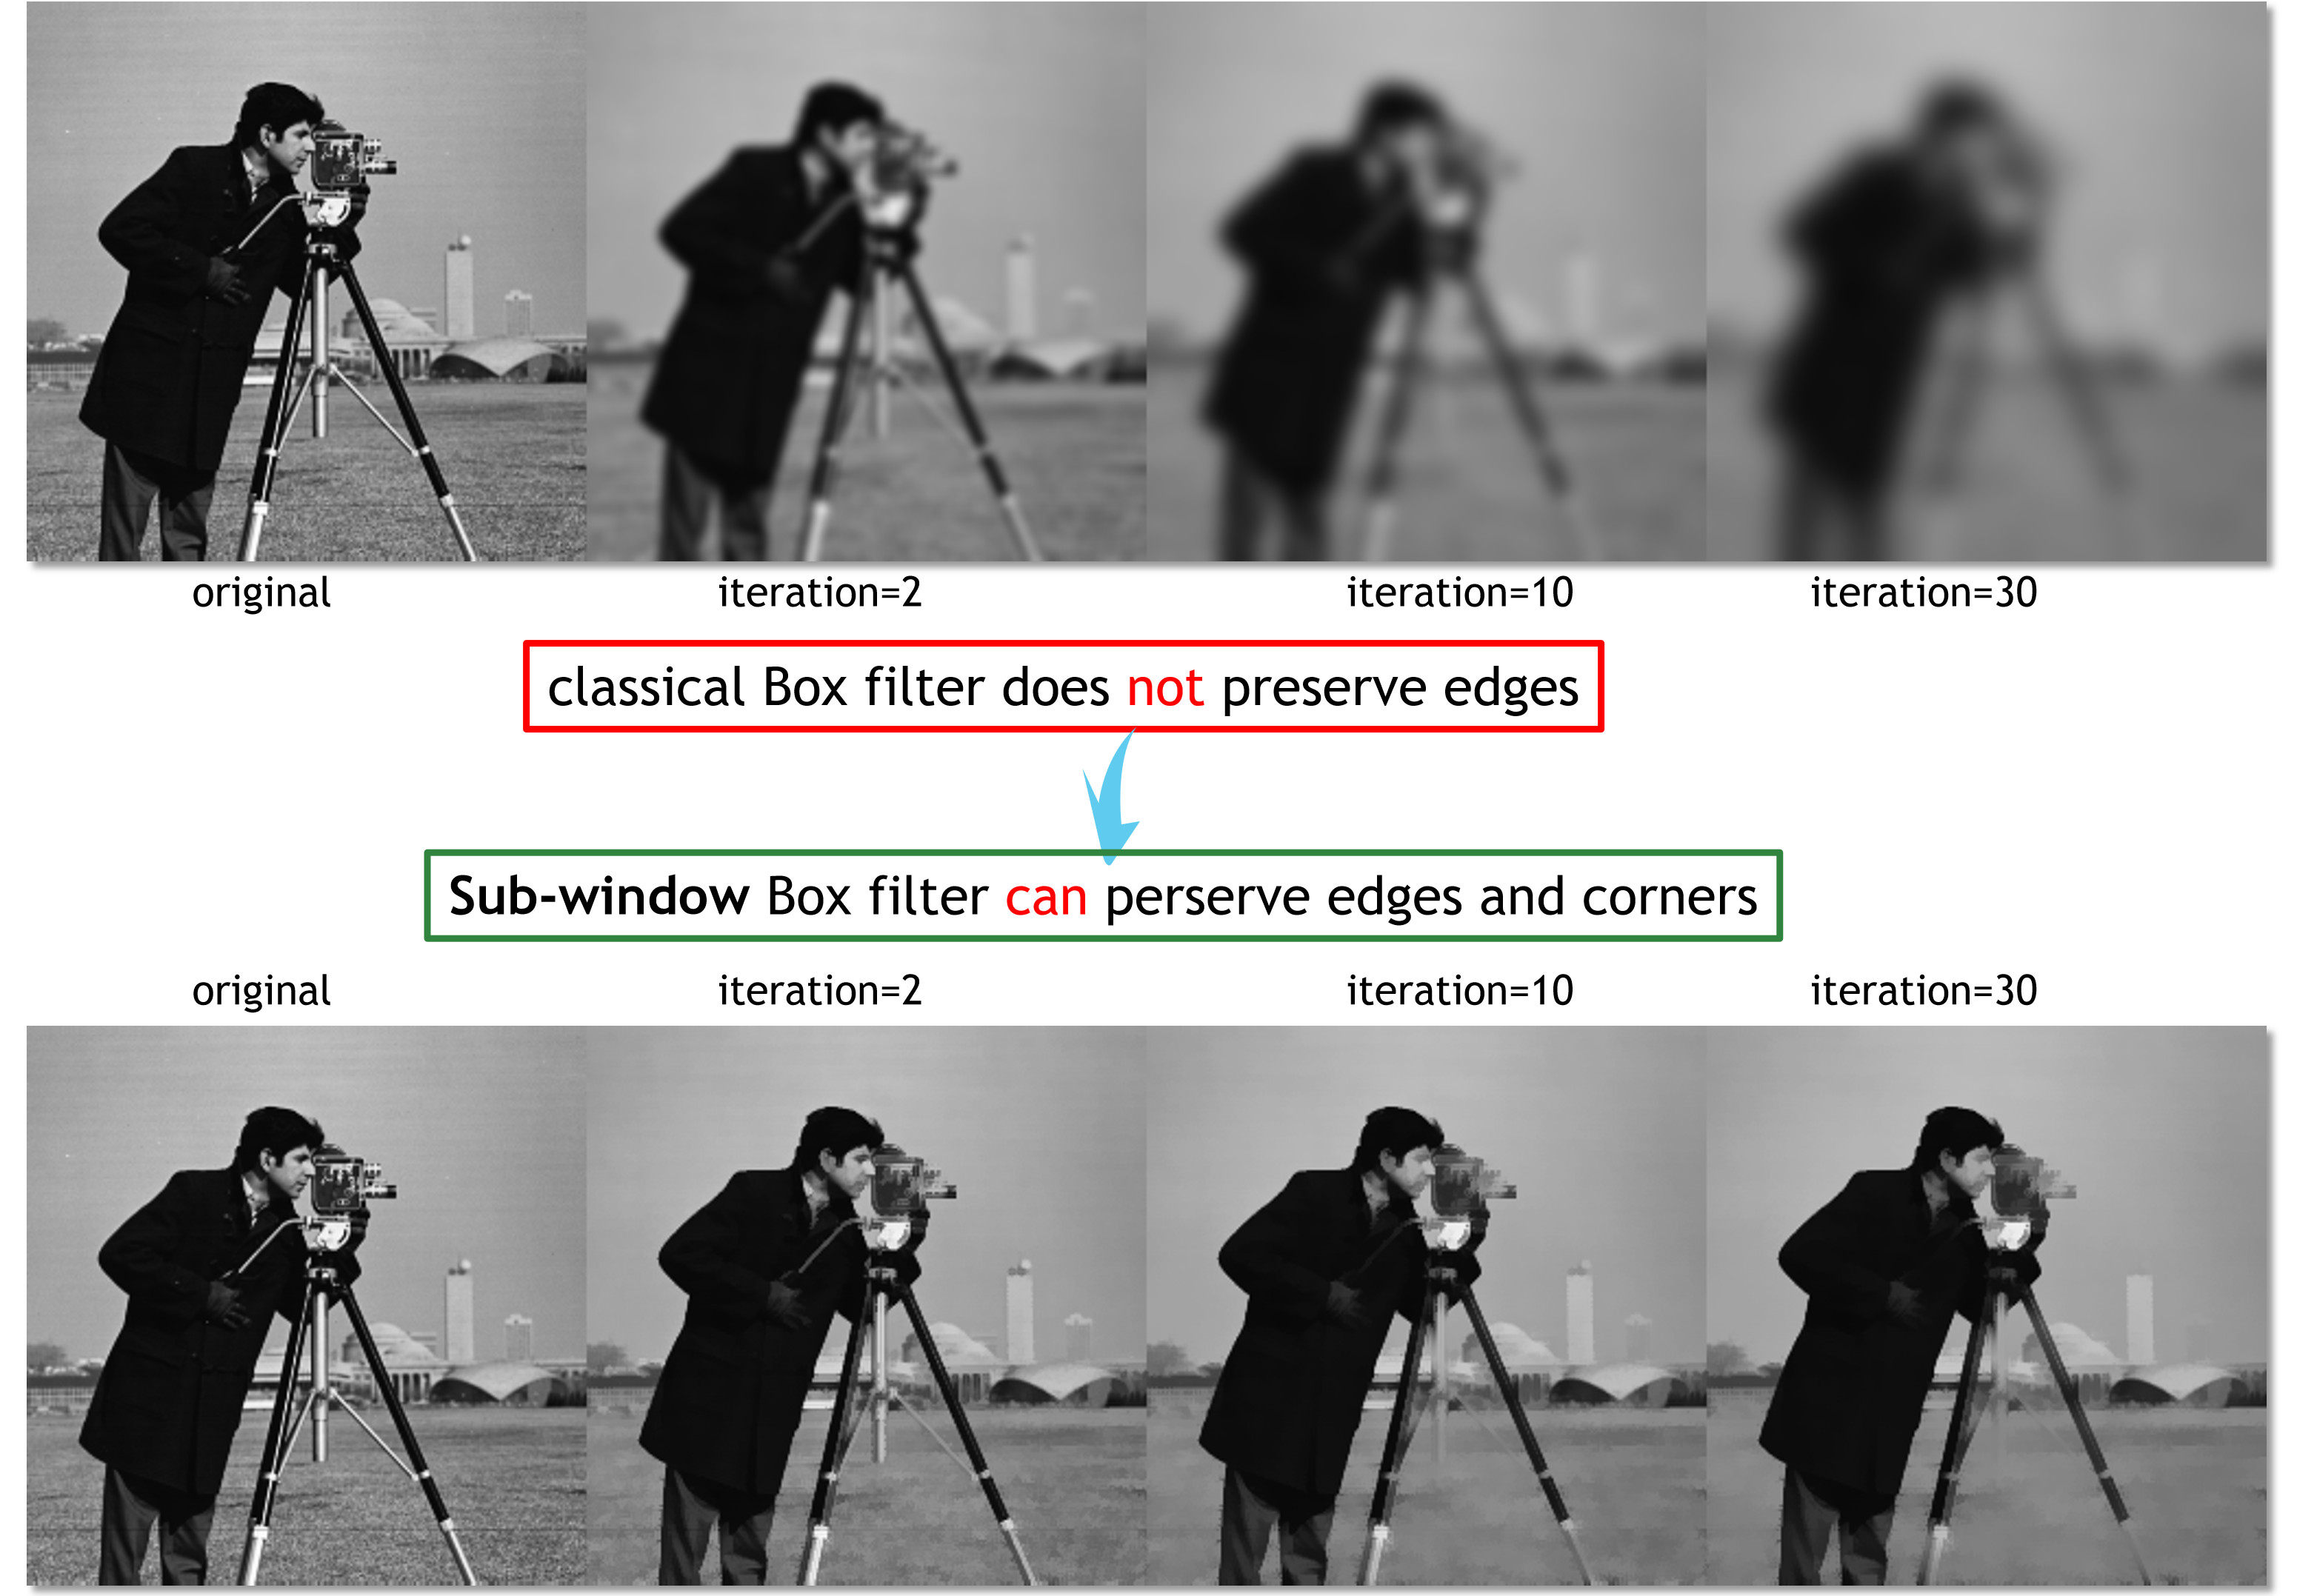 original iteration=2 iteration=10 iteration=30
classical Box filter does not preserve edges
Sub-window Box filter can perserve edges and corners
original iteration=2 iteration=10 iteration=30